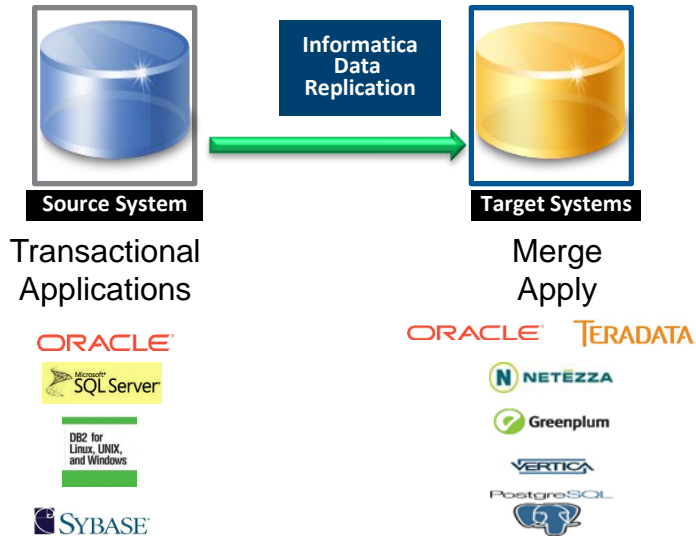 Informatica
Data
Replication
Source System
Target Systems
Transactional
Applications
Merge
Apply
ORACLE
TERADATA
ORACLE
Microsoft
SQL Server
N NETEZZA
DB2 for
Linux, UNIX,
and Windows
Greenplum
VERTICA
PostgreSQL
SYBASE